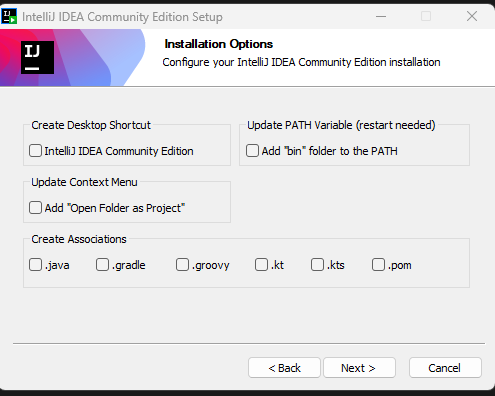 IntelliJ IDEA Community Edition Setup
IJ
Installation Options
Configure your IntelliJ IDEA Community Edition installation
Create Desktop Shortcut
IntelliJ IDEA Community Edition
Update PATH Variable (restart needed)
Add "bin" folder to the PATH
Update Context Menu
Add "Open Folder as Project"
Create Associations
.java .gradle .groovy .kt .kts .pom
< Back Next > Cancel